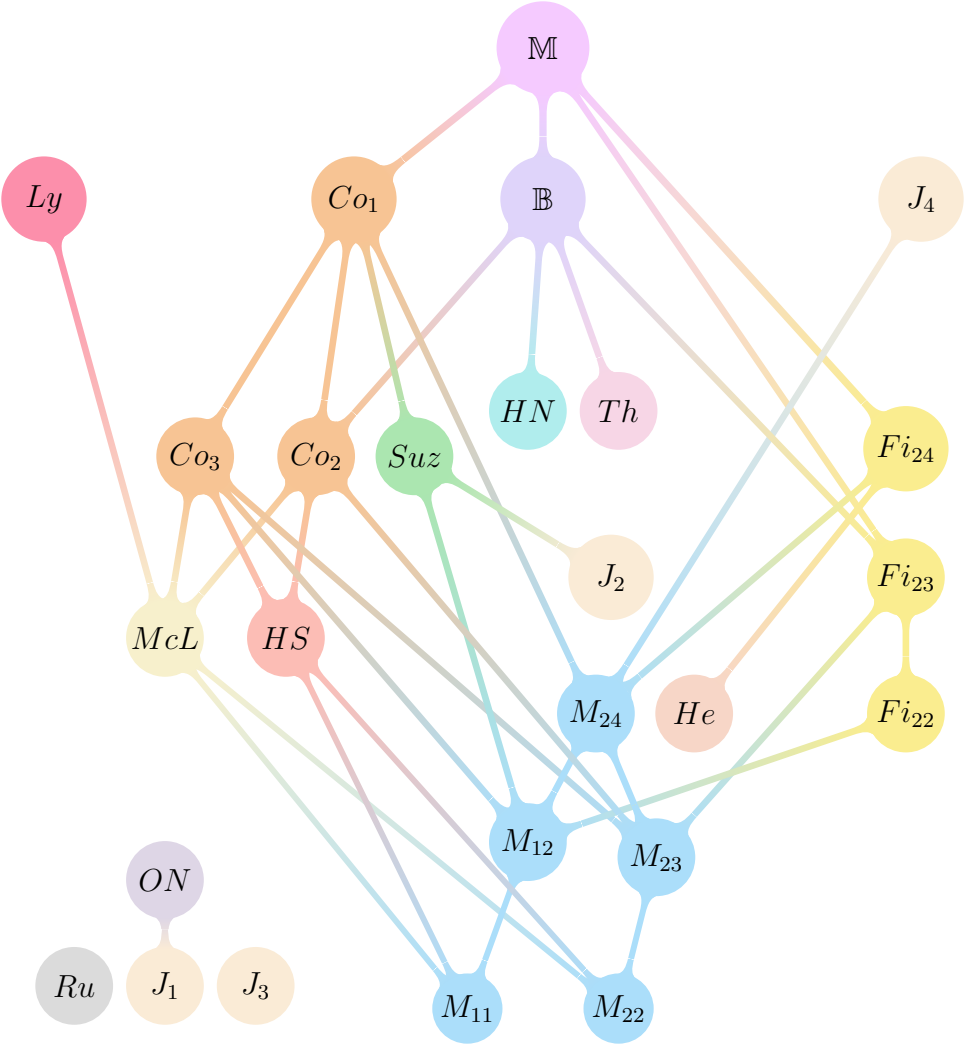 𝕄
Ly
Co₁
𝔹
J₄
HN
Th
Co₃
Co₂
Suz
Fi₂₄
J₂
Fi₂₃
McL
HS
M₂₄
He
Fi₂₂
M₁₂
M₂₃
ON
Ru
J₁
J₃
M₁₁
M₂₂